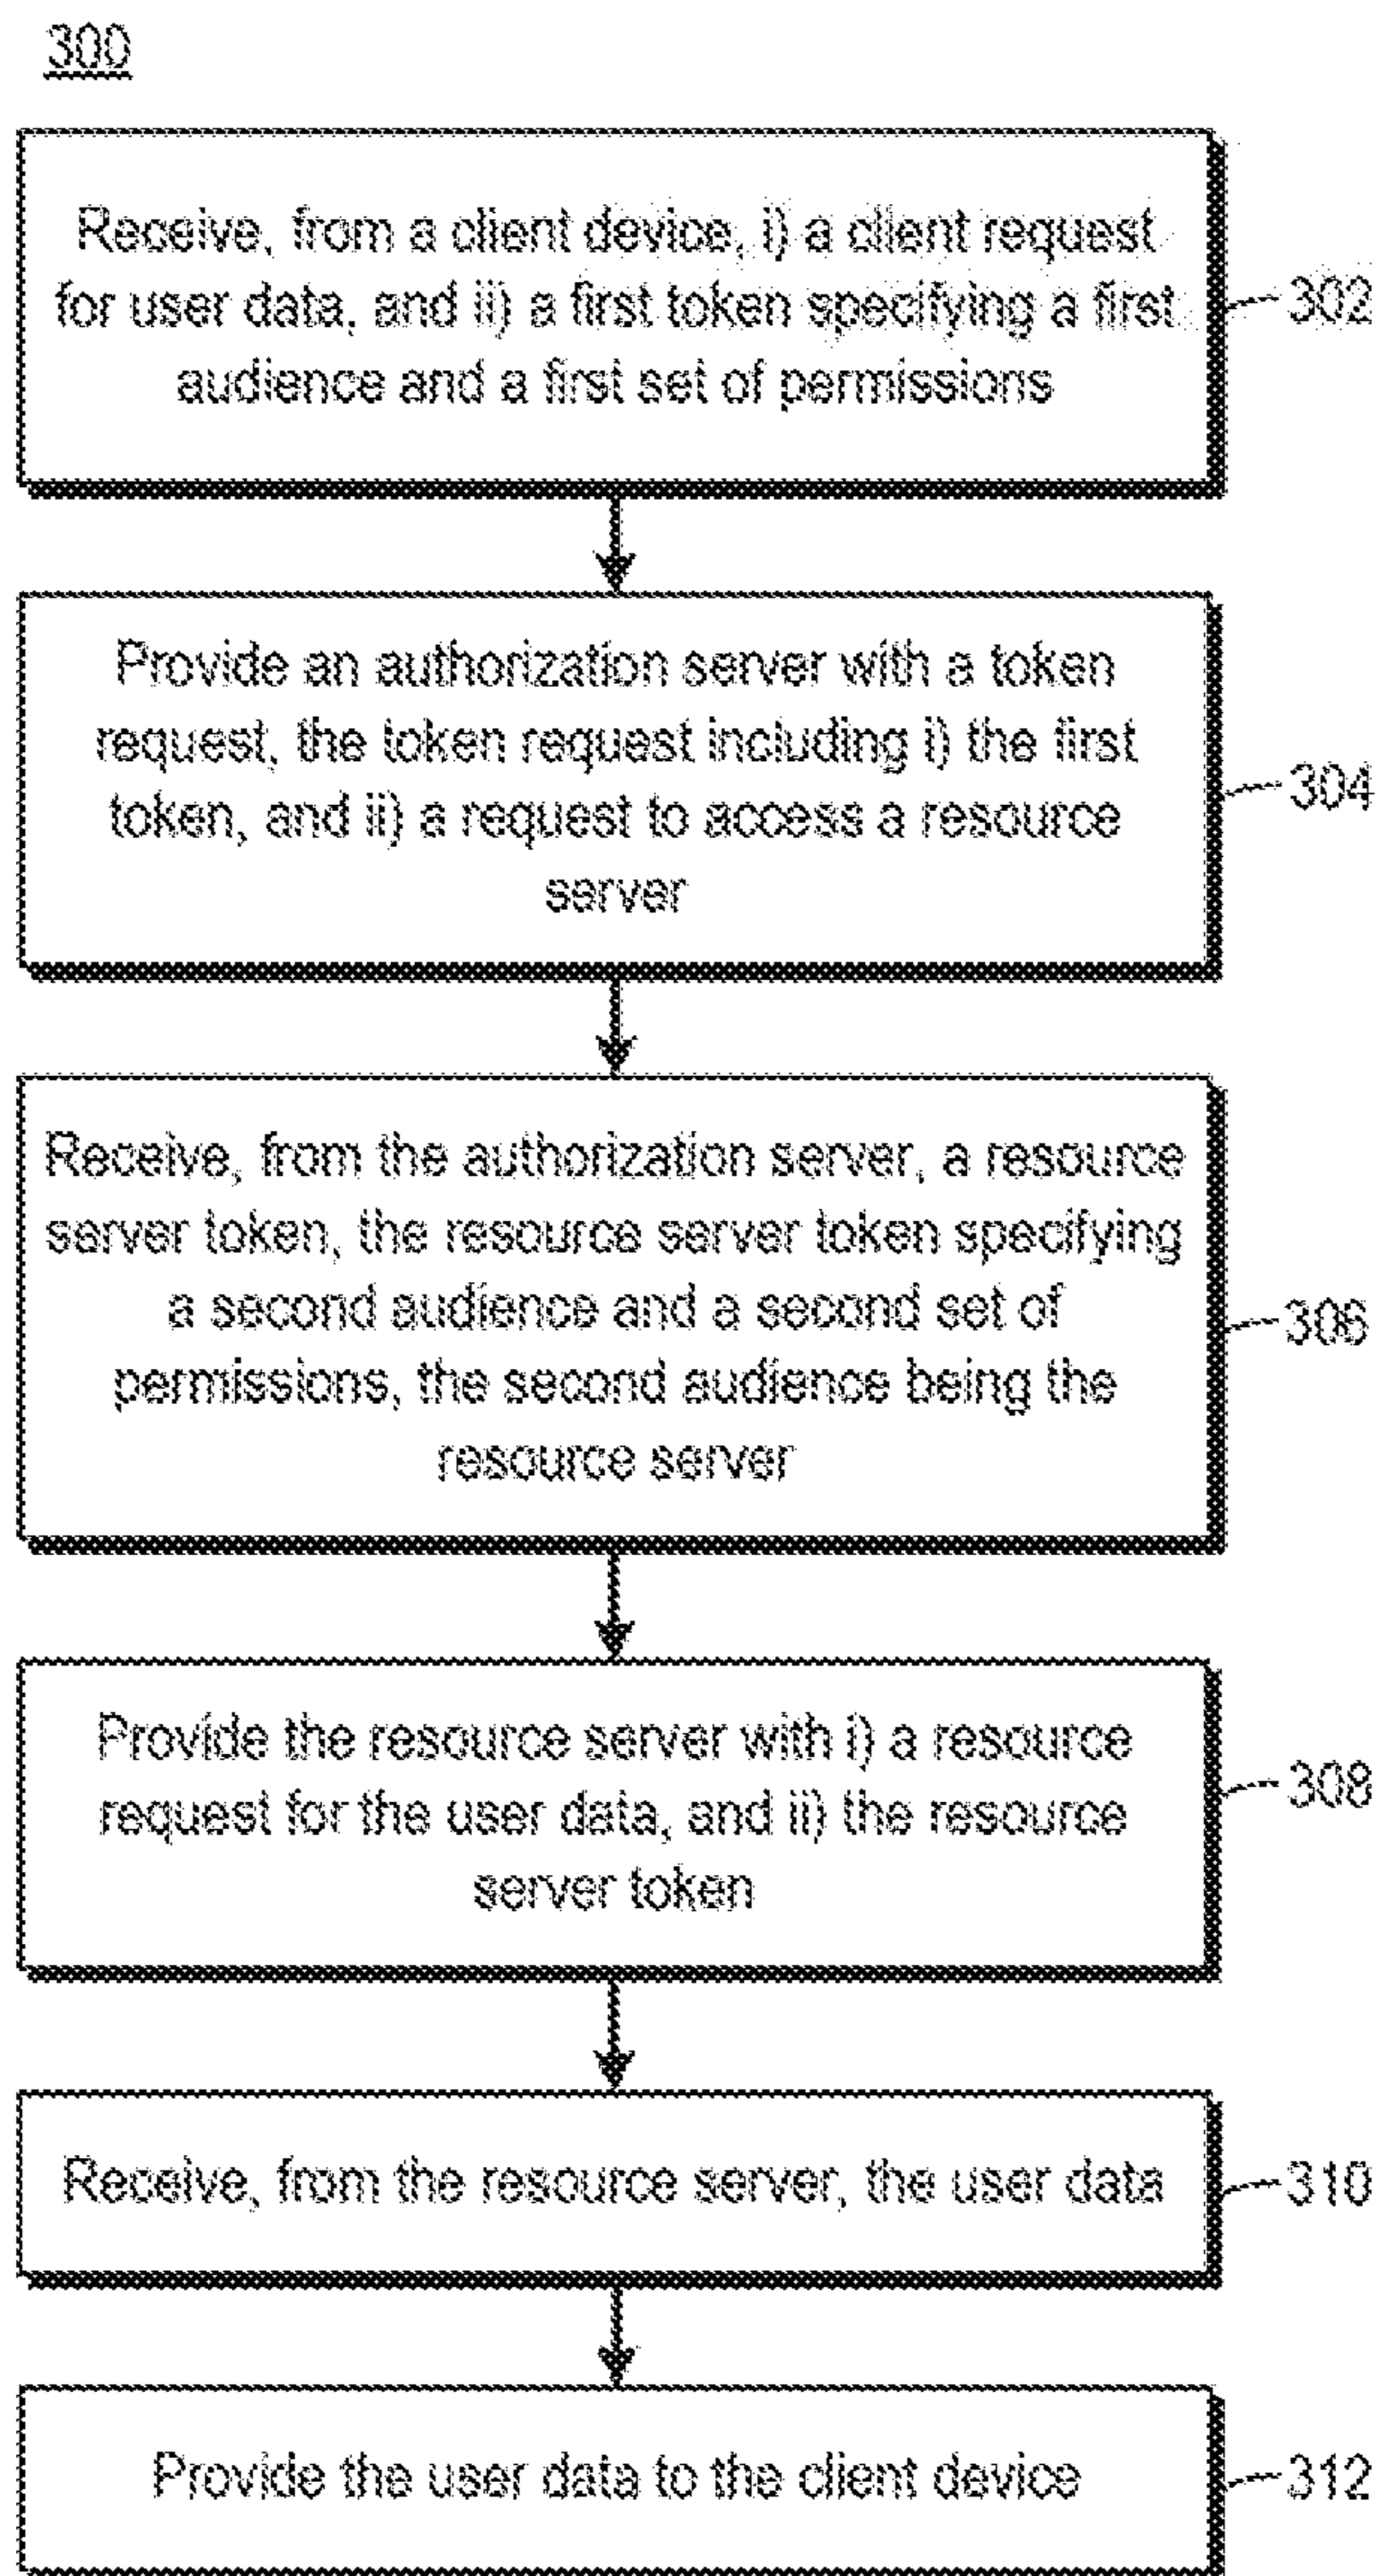 300
Receive, from a client device, i) a client request
for user data, and ii) a first token specifying a first
audience and a first set of permissions
302
Provide an authorization server with a token
request, the token request including i) the first
token, and ii) a request to access a resource
server
304
Receive, from the authorization server, a resource
server token, the resource server token specifying
a second audience and a second set of
permissions, the second audience being the
resource server
306
Provide the resource server with i) a resource
request for the user data, and ii) the resource
server token
308
Receive, from the resource server, the user data
310
Provide the user data to the client device
312